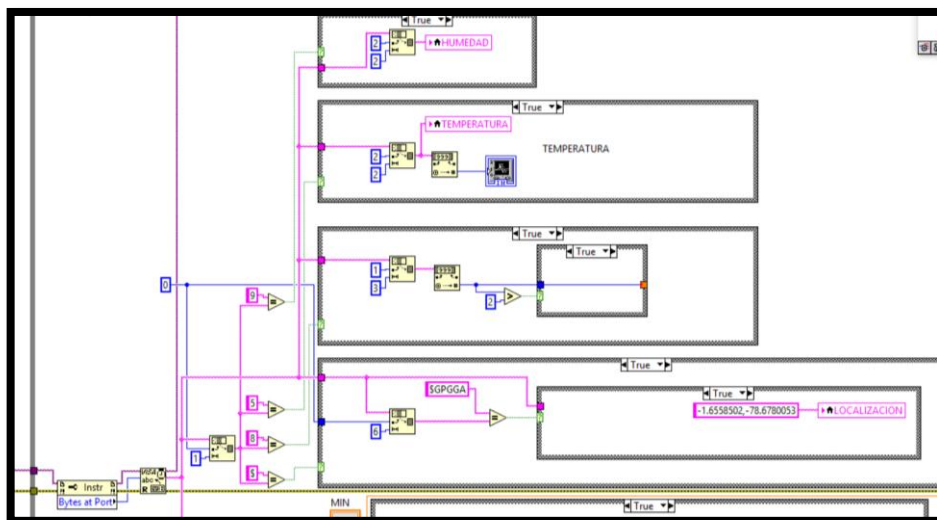 True
2
2
HUMEDAD
True
TEMPERATURA
2
2
TEMPERATURA
True
True
0
1
3
9
2
True
$GPGGA
True
-1.6558502,-78.6780053
LOCALIZACION
5
6
8
1
$
Instr
Bytes at Port
abc
R
MIN
True